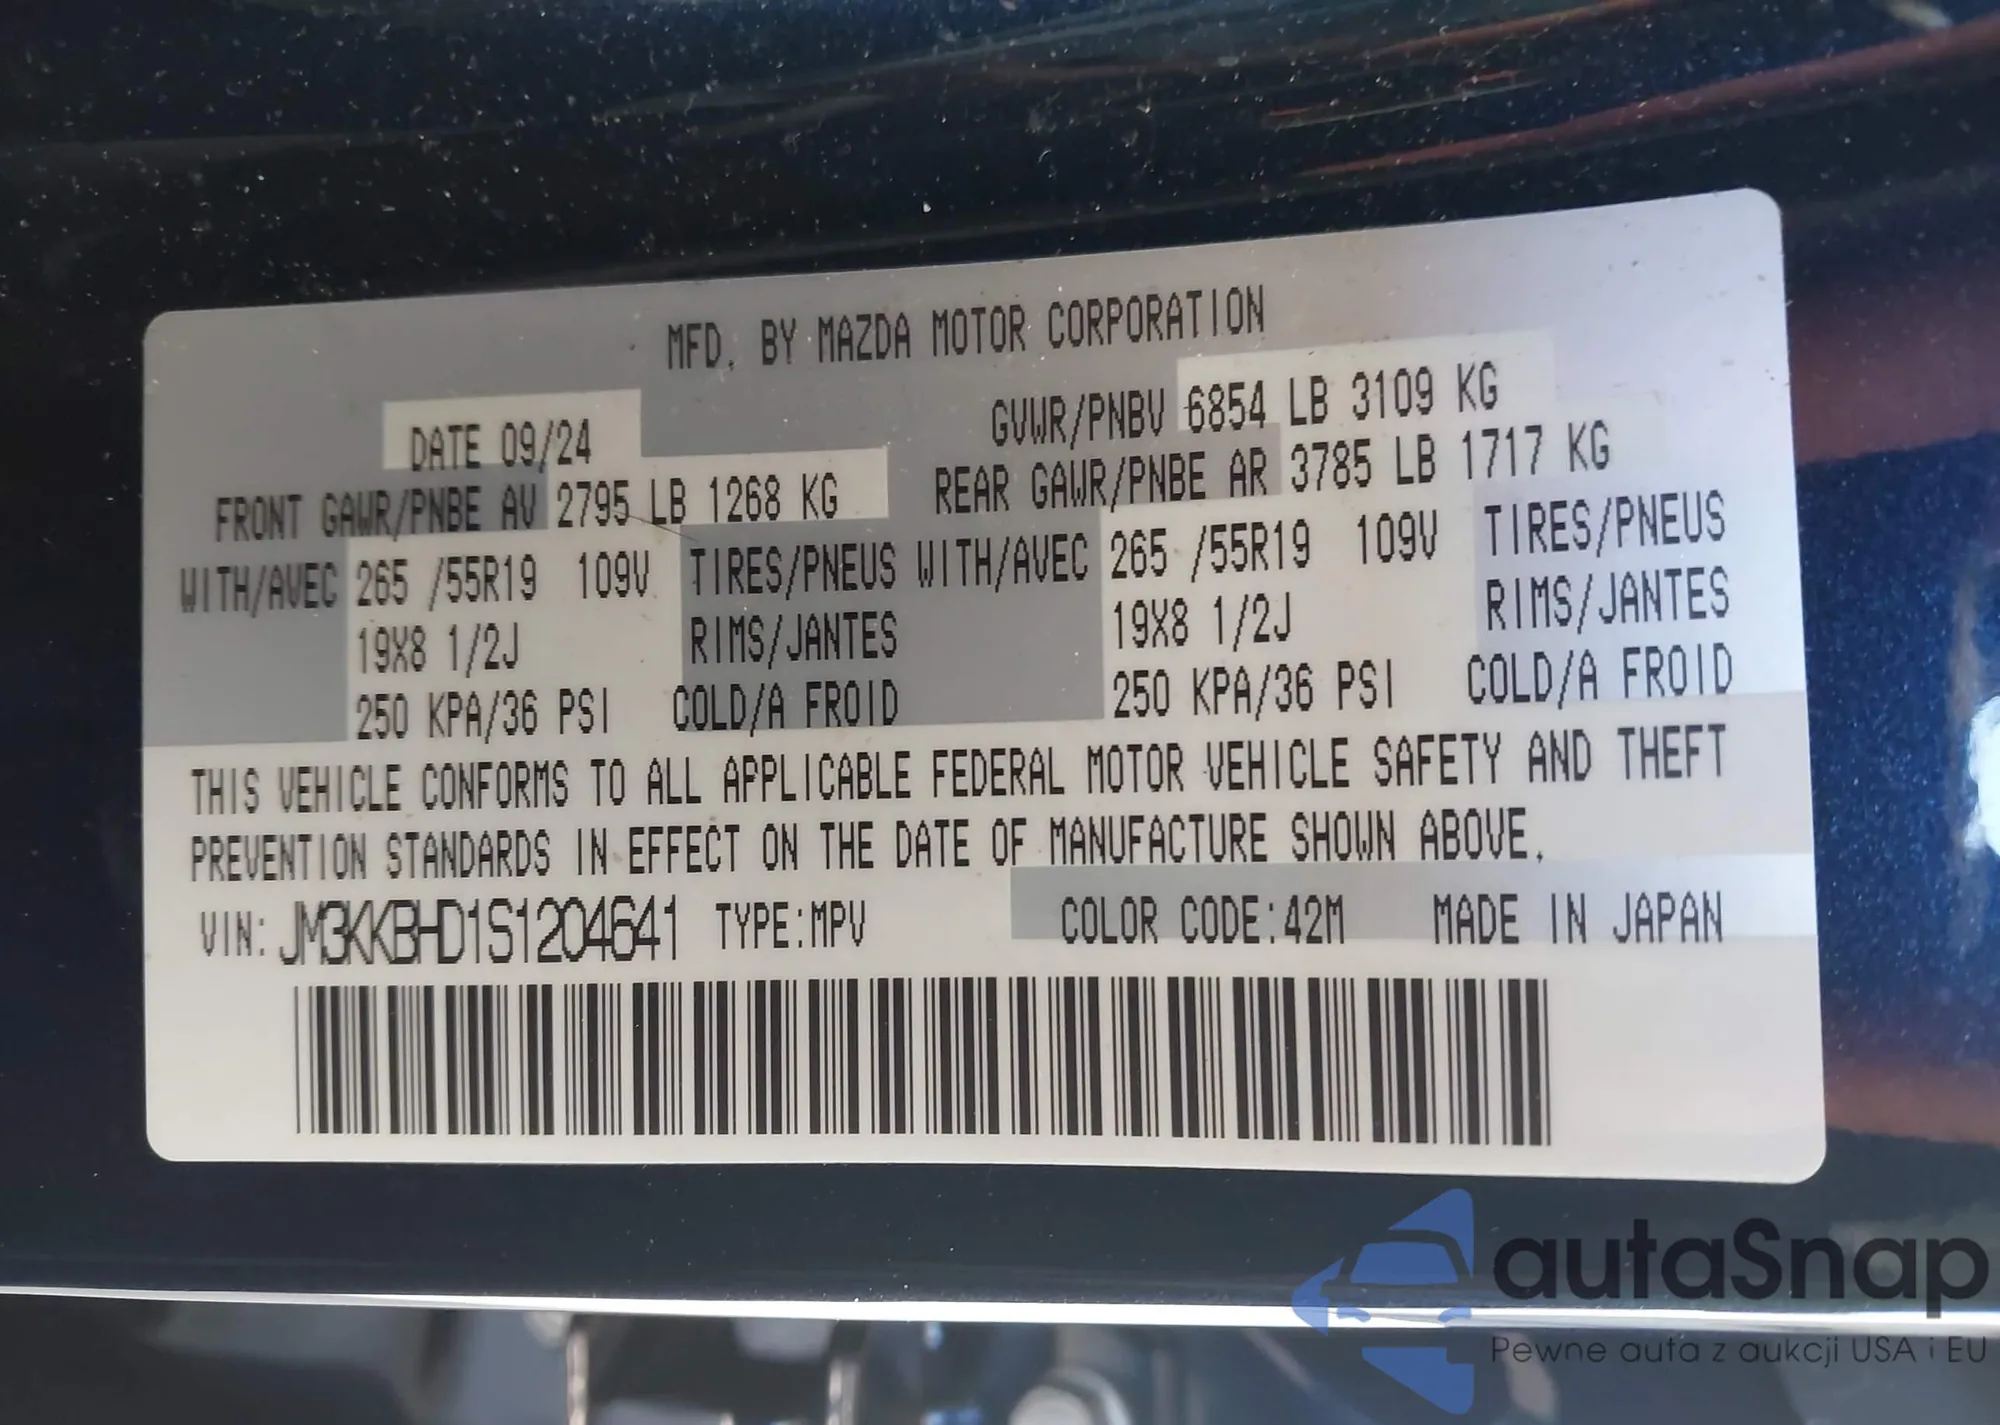 MFD. BY MAZDA MOTOR CORPORATION
DATE 09/24 GVWR/PNBV 6854 LB 3109 KG
FRONT GAWR/PNBE AV 2795 LB 1268 KG REAR GAWR/PNBE AR 3785 LB 1717 KG
WITH/AVEC 265 /55R19 109V TIRES/PNEUS WITH/AVEC 265 /55R19 109V TIRES/PNEUS
19X8 1/2J RIMS/JANTES 19X8 1/2J RIMS/JANTES
250 KPA/36 PSI COLD/A FROID 250 KPA/36 PSI COLD/A FROID
THIS VEHICLE CONFORMS TO ALL APPLICABLE FEDERAL MOTOR VEHICLE SAFETY AND THEFT
PREVENTION STANDARDS IN EFFECT ON THE DATE OF MANUFACTURE SHOWN ABOVE.
VIN: JM3KKBHD1S1204641 TYPE:MPV COLOR CODE:42M MADE IN JAPAN
autaSnap
Pewne auta z aukcji USA i EU